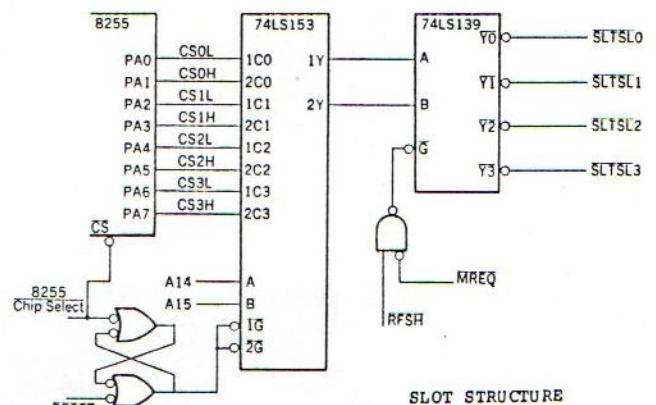 8255
74LS153
74LS139
PA0
CS0L
1C0
1Y
A
Y0
SLTSL0
PA1
CS0H
2C0
PA2
CS1L
1C1
2Y
B
Y1
SLTSL1
PA3
CS1H
2C1
PA4
CS2L
1C2
Y2
SLTSL2
PA5
CS2H
2C2
G
PA6
CS3L
1C3
Y3
SLTSL3
PA7
CS3H
2C3
CS
A14
A
MREQ
8255
Chip Select
A15
B
1G
RFSH
2G
SLOT STRUCTURE